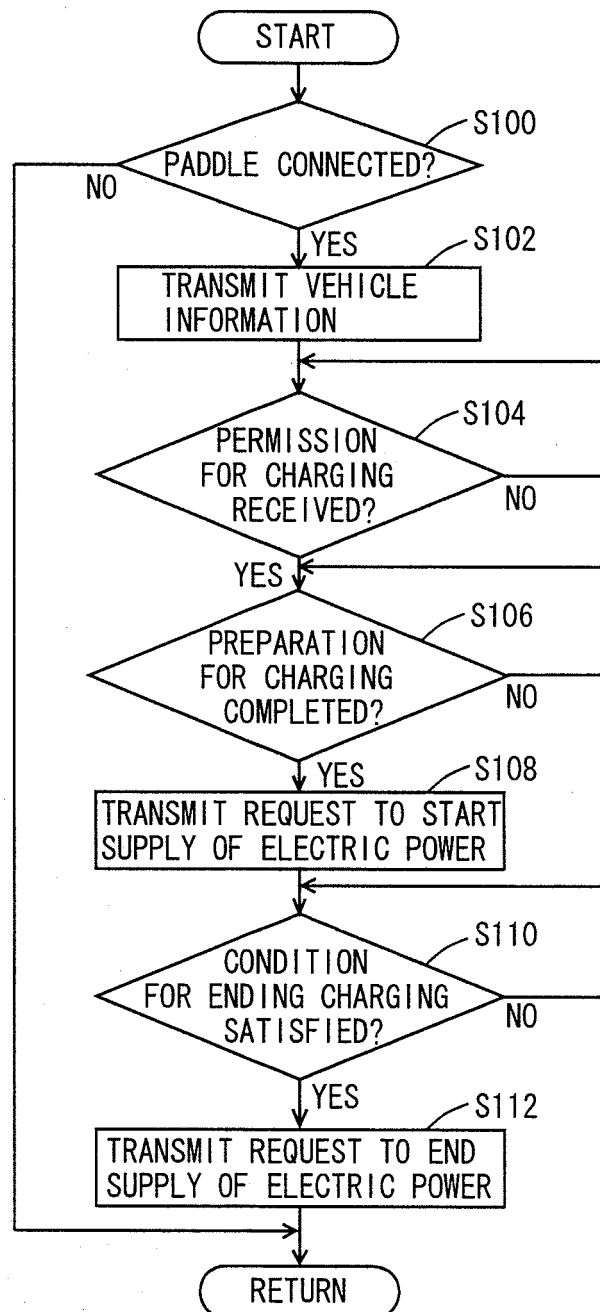 START
S100
PADDLE CONNECTED?
NO
YES
S102
TRANSMIT VEHICLE
INFORMATION
S104
PERMISSION
FOR CHARGING
RECEIVED?
NO
YES
S106
PREPARATION
FOR CHARGING
COMPLETED?
NO
YES
S108
TRANSMIT REQUEST TO START
SUPPLY OF ELECTRIC POWER
S110
CONDITION
FOR ENDING CHARGING
SATISFIED?
NO
YES
S112
TRANSMIT REQUEST TO END
SUPPLY OF ELECTRIC POWER
RETURN